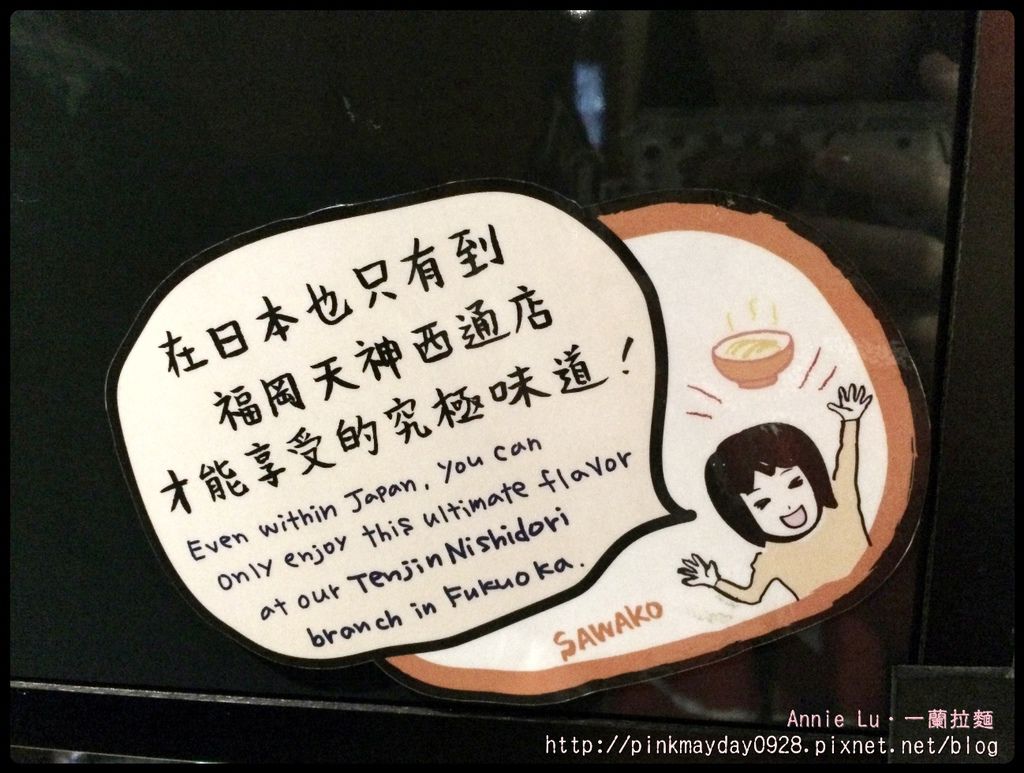 在日本也只有到
福岡天神西通店
才能享受的究極味道！
Even within Japan, you can
only enjoy this ultimate flavor
at our Tenjin Nishidori
branch in Fukuoka.
SAWAKO
Annie Lu・一蘭拉麵
http://pinkmayday0928.pixnet.net/blog